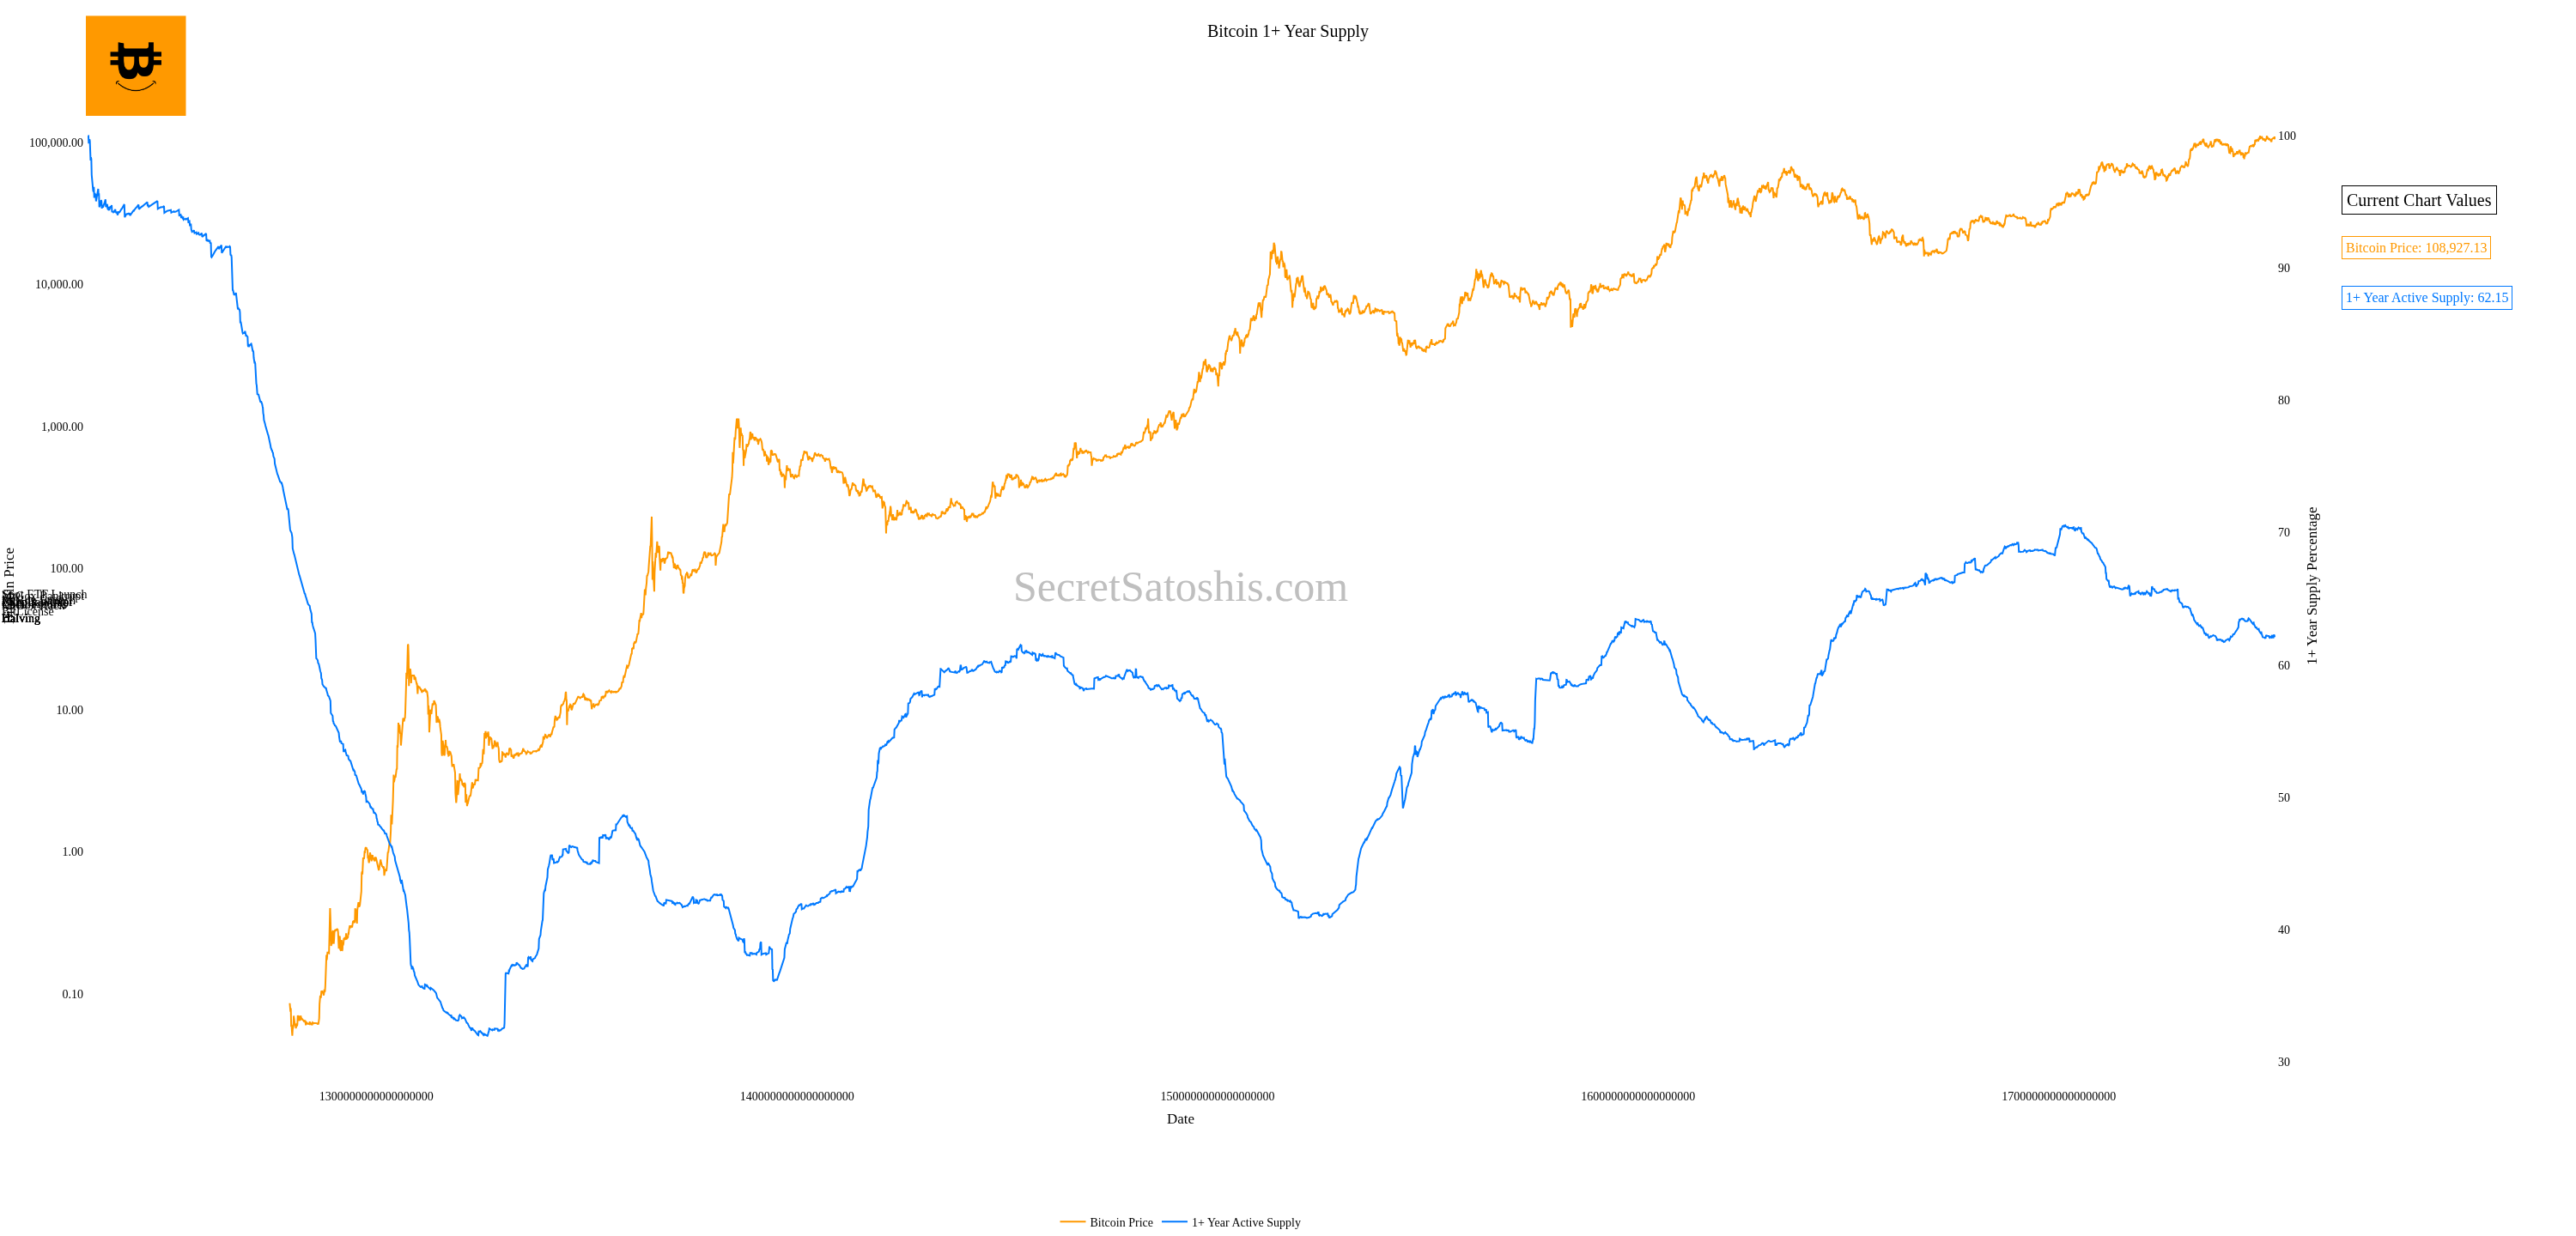 Bitcoin 1+ Year Supply
100,000.00
10,000.00
1,000.00
100.00
10.00
1.00
0.10
100
90
80
70
60
50
40
30
1+ Year Supply Percentage
Current Chart Values
Bitcoin Price: 108,927.13
1+ Year Active Supply: 62.15
SecretSatoshis.com
Price
Launch
Halving
1300000000000000000
1400000000000000000
1500000000000000000
1600000000000000000
1700000000000000000
Date
Bitcoin Price
1+ Year Active Supply